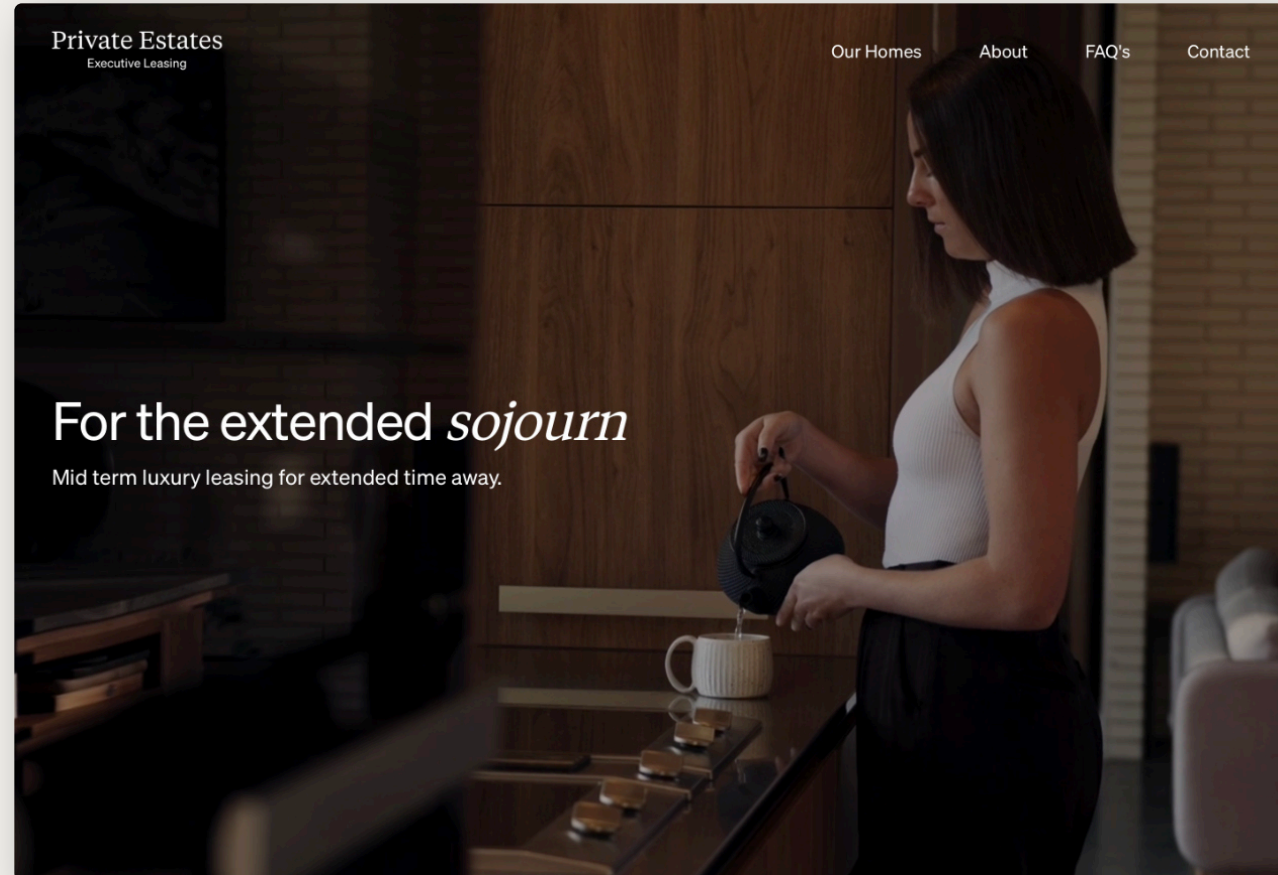 Private Estates
Executive Leasing
Our Homes About FAQ's Contact
For the extended sojourn
Mid term luxury leasing for extended time away.